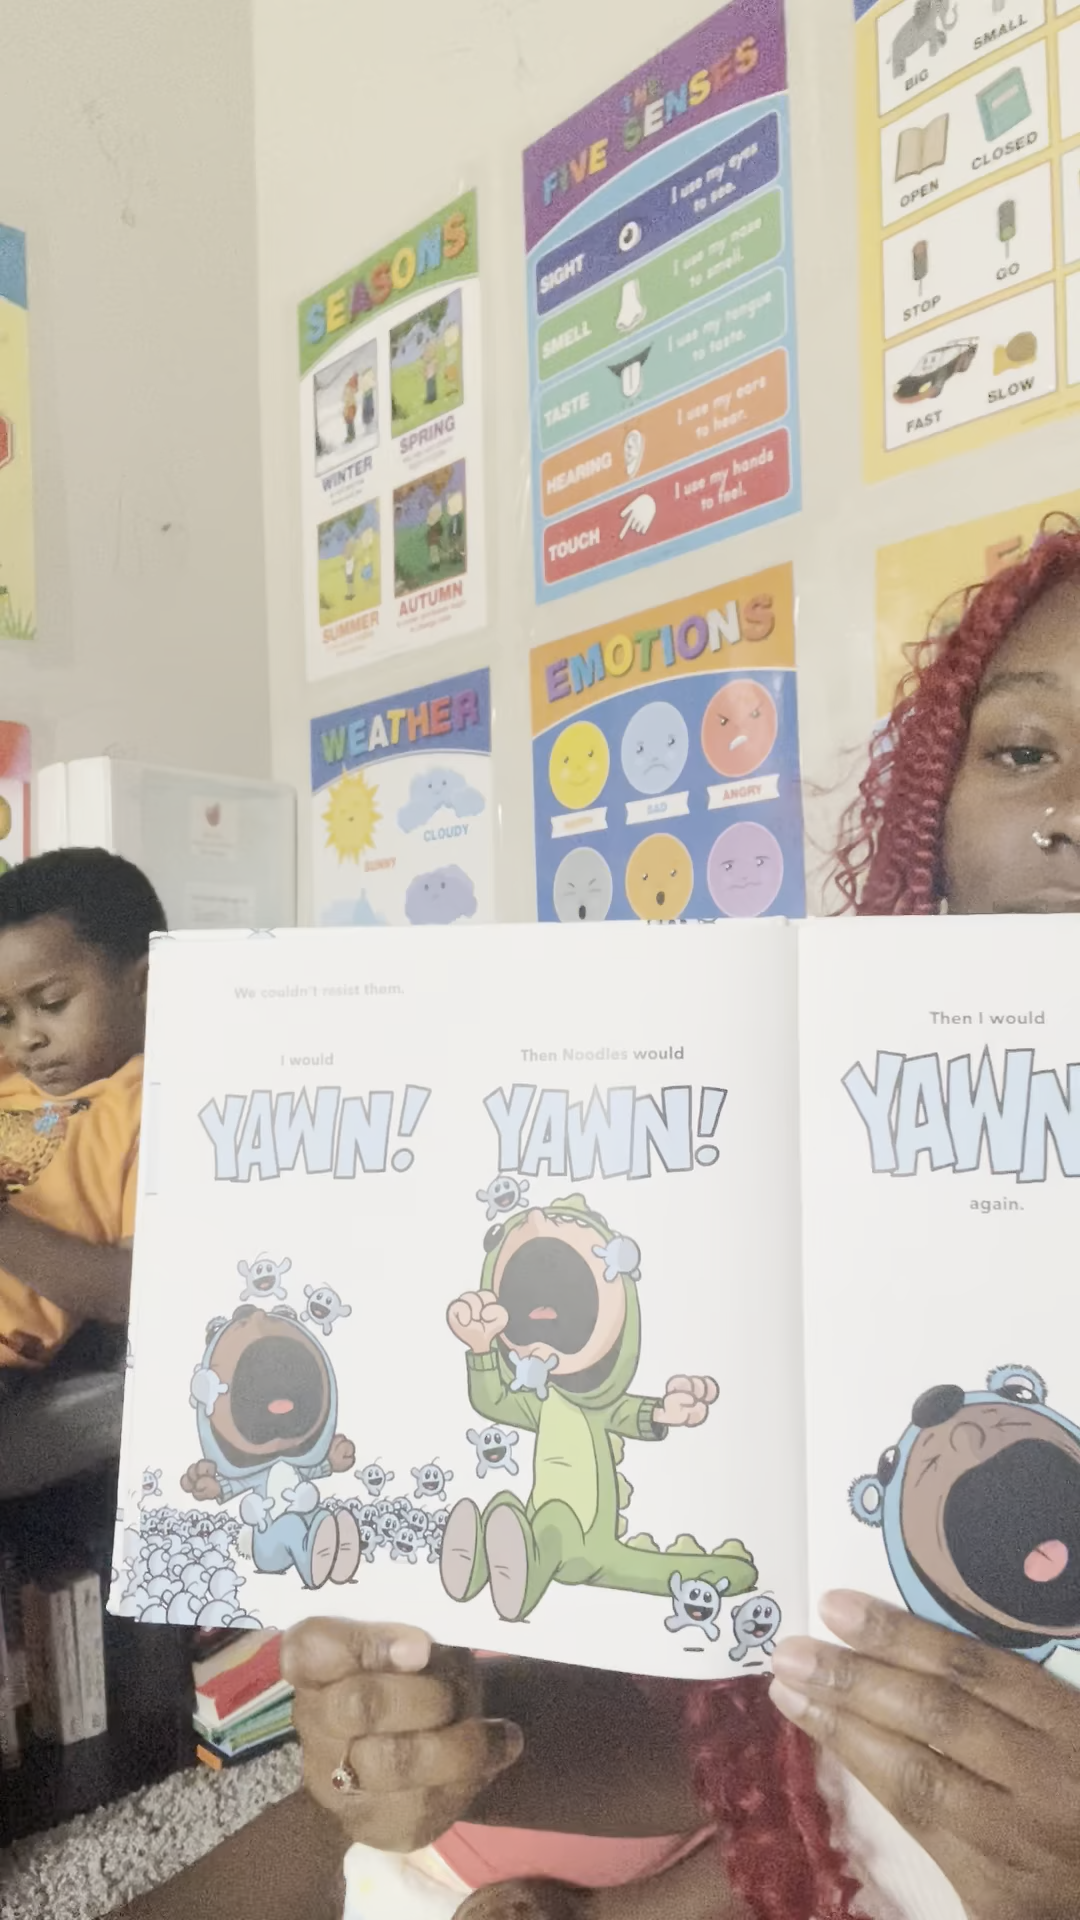 THE
FIVE SENSES
SIGHT
I use my eyes
to see.
SMELL
I use my nose
to smell.
TASTE
I use my tongue
to taste.
HEARING
I use my ears
to hear.
TOUCH
I use my hands
to feel.
BIG
SMALL
OPEN
CLOSED
STOP
GO
FAST
SLOW
SEASONS
WINTER
SPRING
SUMMER
AUTUMN
WEATHER
SUNNY
CLOUDY
EMOTIONS
SAD
ANGRY
We couldn't resist them.
I would
YAWN!
Then Noodles would
YAWN!
Then I would
YAWN
again.